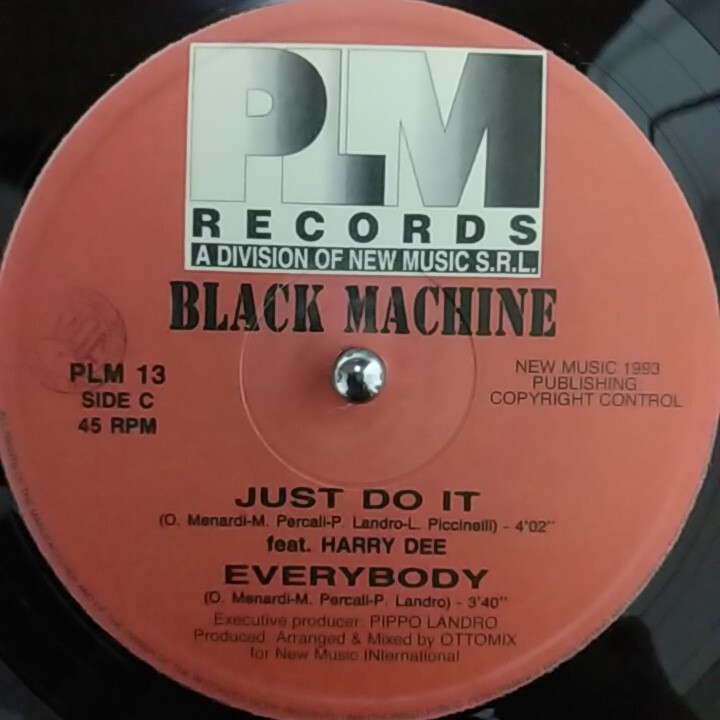 PLM
RECORDS
A DIVISION OF NEW MUSIC S.R.L.
BLACK MACHINE
PLM 13
SIDE C
45 RPM
NEW MUSIC 1993
PUBLISHING:
COPYRIGHT CONTROL
JUST DO IT
(O. Menardi-M. Percali-P. Landro-L. Piccinelli) - 4'02"
feat. HARRY DEE
EVERYBODY
(O. Menardi-M. Percali-P. Landro) - 3'40"
Executive producer: PIPPO LANDRO
Produced. Arranged & Mixed by OTTOMIX
for New Music INternational